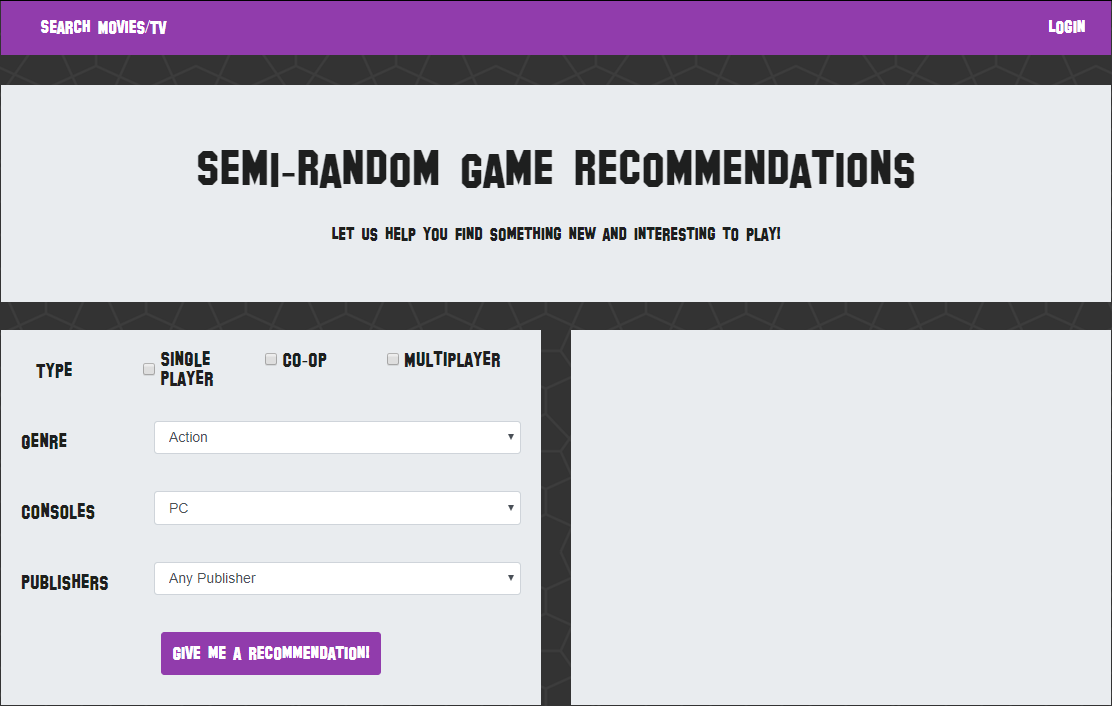 SEARCH MOVIES/TV
LOGIN
SEMI-RANDOM GAME RECOMMENDATIONS
LET US HELP YOU FIND SOMETHING NEW AND INTERESTING TO PLAY!
TYPE
SINGLE
PLAYER
CO-OP
MULTIPLAYER
GENRE
Action
CONSOLES
PC
PUBLISHERS
Any Publisher
GIVE ME A RECOMMENDATION!